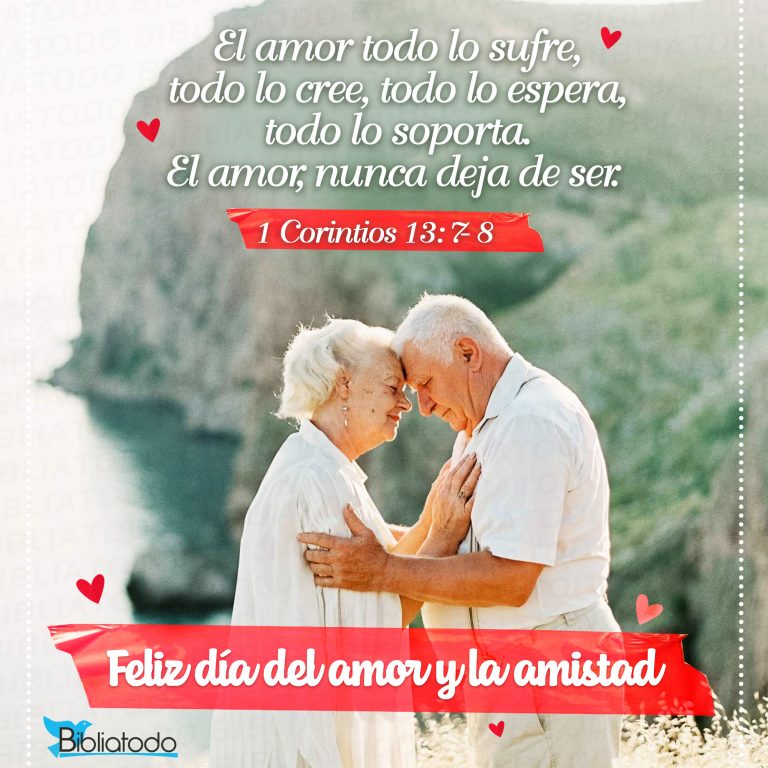 El amor todo lo sufre,
todo lo cree, todo lo espera,
todo lo soporta.
El amor, nunca deja de ser.
1 Corintios 13: 7- 8
Feliz día del amor y la amistad
Bibliatodo